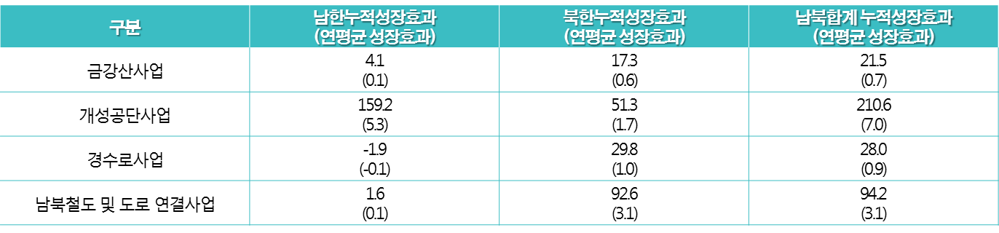 구분
남한누적성장효과
(연평균 성장효과)
북한누적성장효과
(연평균 성장효과)
남북합계 누적성장효과
(연평균 성장효과)
금강산사업
4.1
(0.1)
17.3
(0.6)
21.5
(0.7)
개성공단사업
159.2
(5.3)
51.3
(1.7)
210.6
(7.0)
경수로사업
-1.9
(-0.1)
29.8
(1.0)
28.0
(0.9)
남북철도 및 도로 연결사업
1.6
(0.1)
92.6
(3.1)
94.2
(3.1)